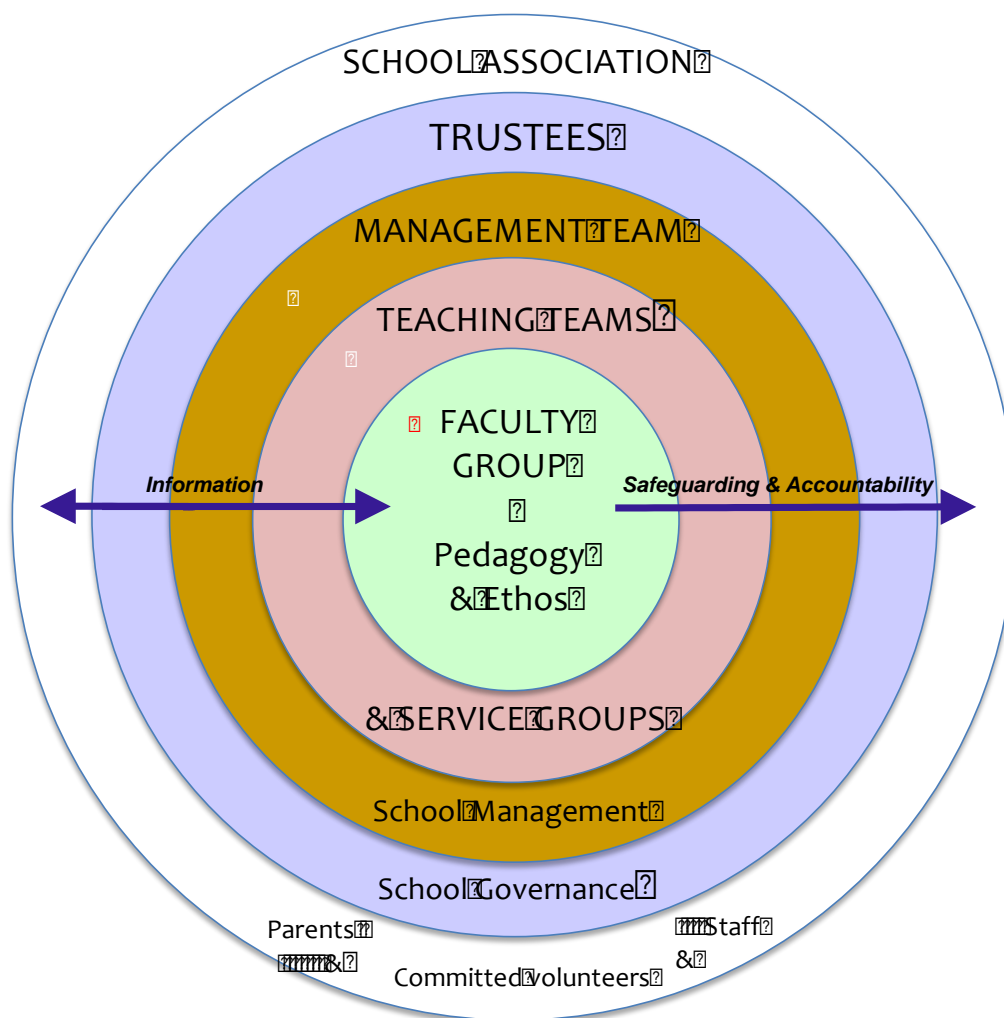 SCHOOL ASSOCIATION
TRUSTEES
MANAGEMENT TEAM
TEACHING TEAMS
FACULTY
GROUP
Information
Safeguarding & Accountability
Pedagogy
& Ethos
& SERVICE GROUPS
School Management
School Governance
Parents
Staff
&
&
Committed volunteers